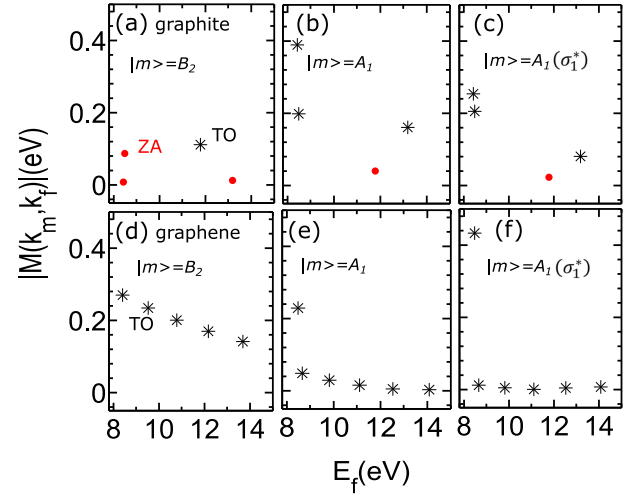 (a) graphite
|m>=B₂
TO
ZA
(b)
|m>=A₁
(c)
|m>=A₁(σ₁*)
0.4
0.2
0
|M(kₘ,k_f)|(eV)
(d) graphene
|m>=B₂
TO
(e)
|m>=A₁
(f)
|m>=A₁(σ₁*)
0.4
0.2
0
8 10 12 14 8 10 12 14 8 10 12 14
E_f(eV)